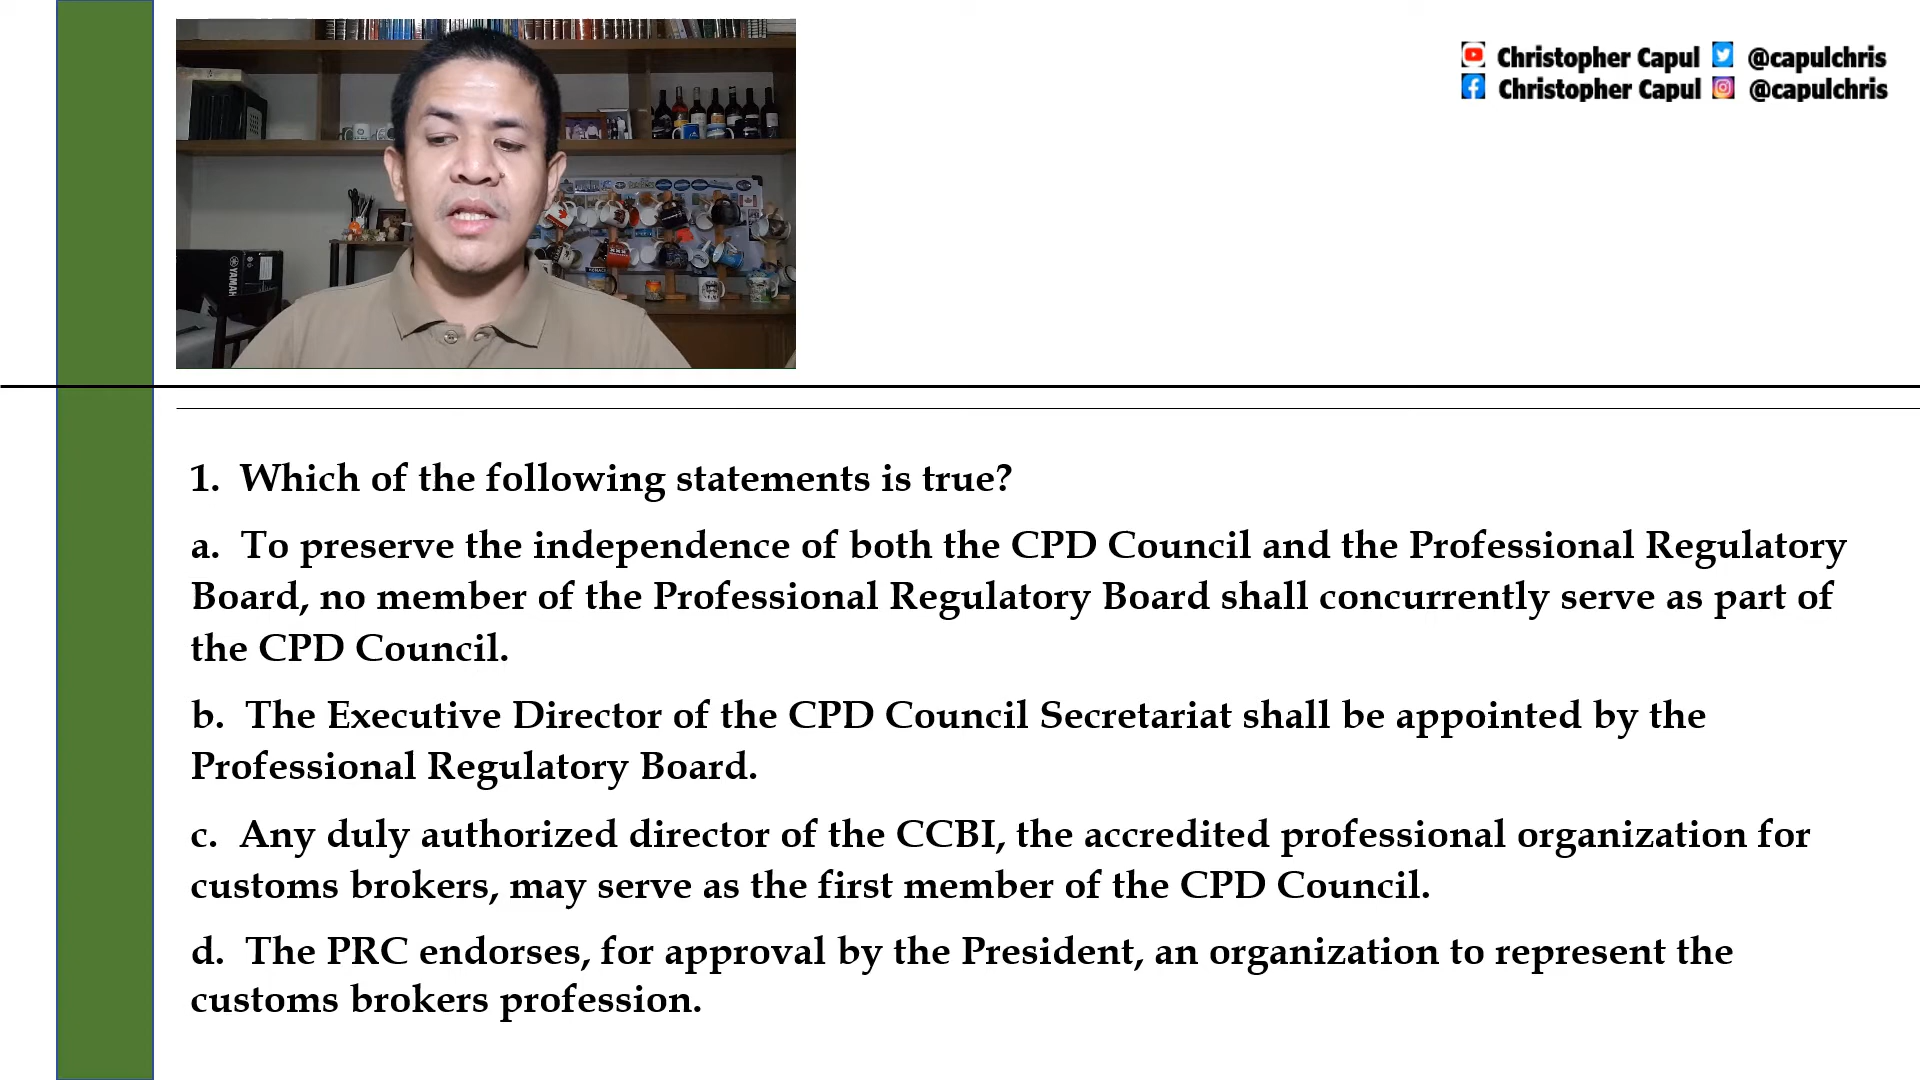 Christopher Capul @capulchris
Christopher Capul @capulchris
YAMAH
1. Which of the following statements is true?
a. To preserve the independence of both the CPD Council and the Professional Regulatory
Board, no member of the Professional Regulatory Board shall concurrently serve as part of
the CPD Council.
b. The Executive Director of the CPD Council Secretariat shall be appointed by the
Professional Regulatory Board.
c. Any duly authorized director of the CCBI, the accredited professional organization for
customs brokers, may serve as the first member of the CPD Council.
d. The PRC endorses, for approval by the President, an organization to represent the
customs brokers profession.